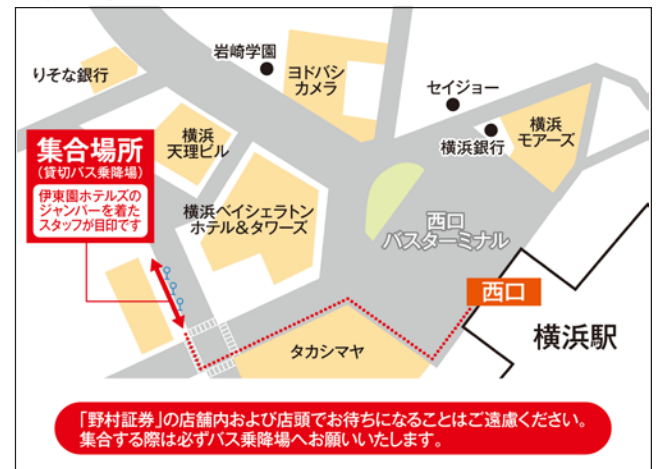 岩崎学園
りそな銀行
ヨドバシ
カメラ
セイジョー
横浜銀行
横浜
モアーズ
横浜
天理ビル
集合場所
(貸切バス乗降場)
伊東園ホテルズの
ジャンパーを着た
スタッフが目印です
横浜ベイシェラトン
ホテル&タワーズ
西口
バスターミナル
西口
横浜駅
タカシマヤ
「野村証券」の店舗内および店頭でお待ちになることはご遠慮ください。
集合する際は必ずバス乗降場へお願いいたします。